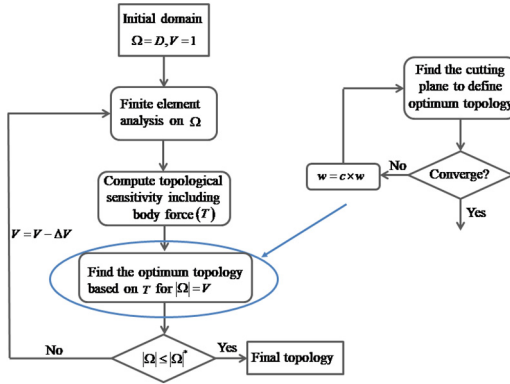 Initial domain
Ω = D, V = 1
Finite element
analysis on Ω
Compute topological
sensitivity including
body force (T)
V = V − ΔV
Find the optimum topology
based on T for |Ω| = V
No
|Ω| ≤ |Ω|*
Yes
Final topology
Find the cutting
plane to define
optimum topology
No
w = c × w
Converge?
Yes